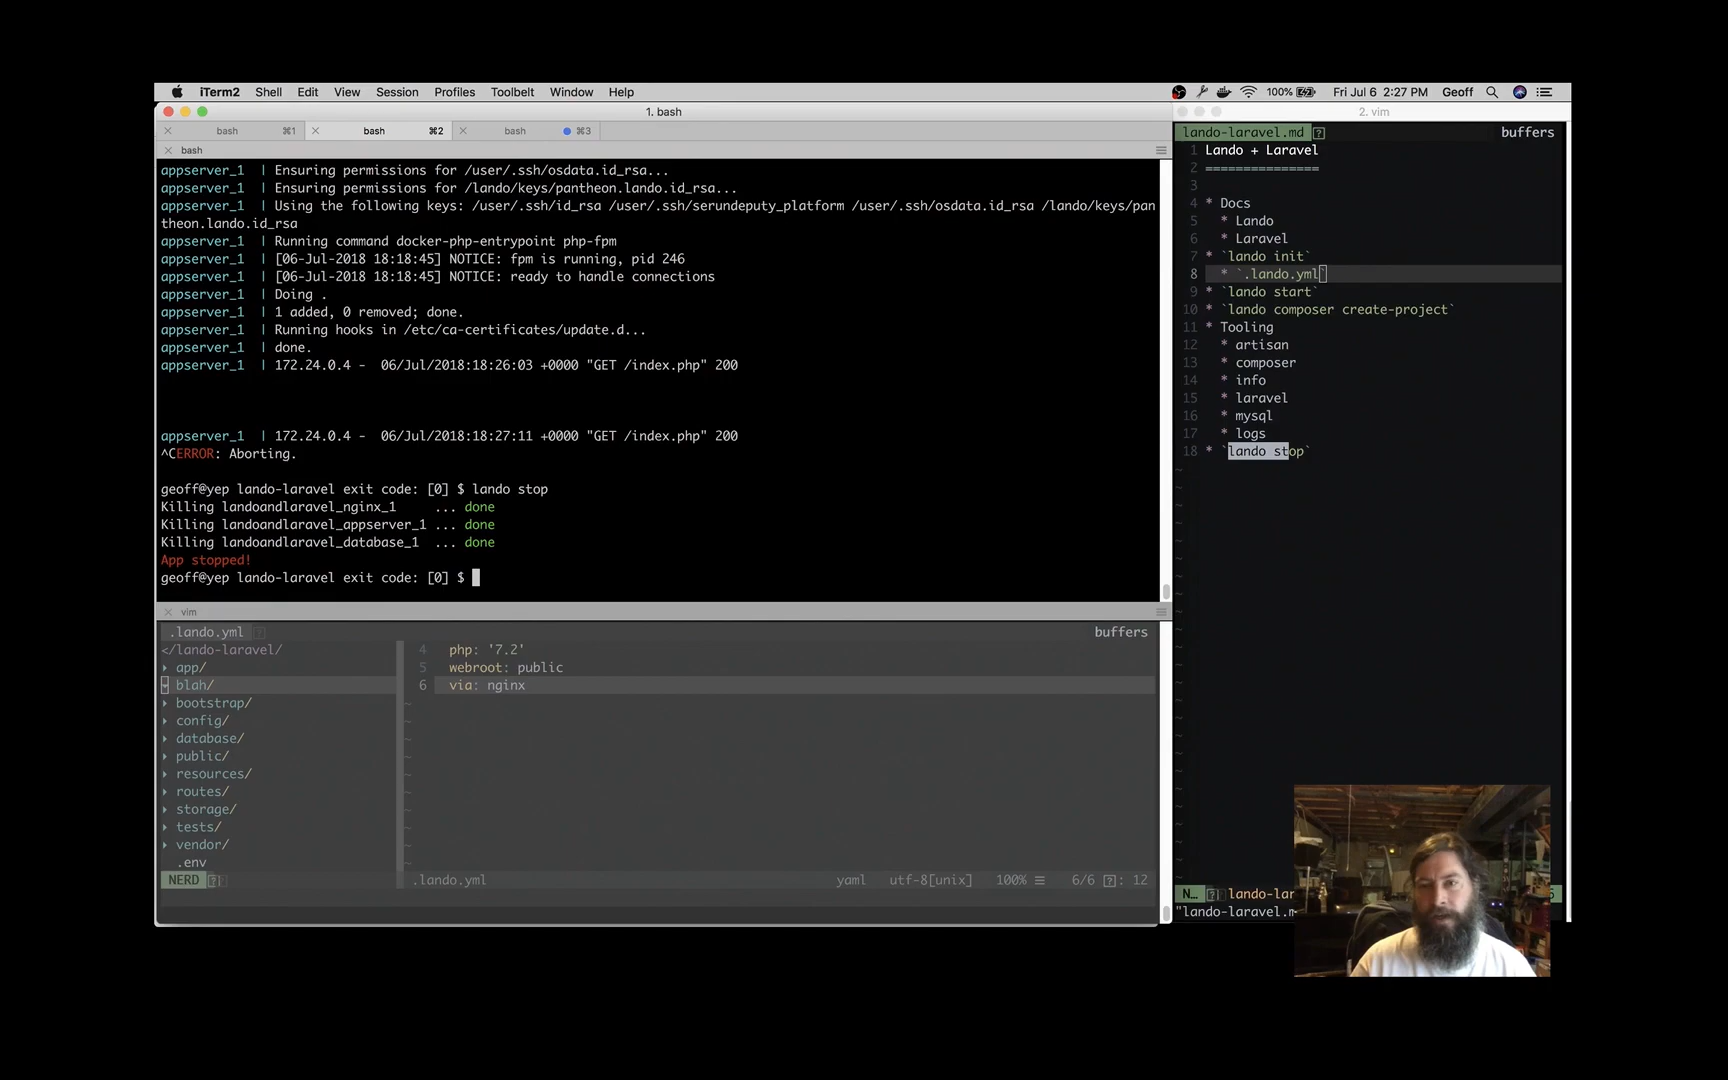 iTerm2 Shell Edit View Session Profiles Toolbelt Window Help 100% Fri Jul 6 2:27 PM Geoff
1. bash
bash ⌘1 bash ⌘2 bash ⌘3
bash
appserver_1 | Ensuring permissions for /user/.ssh/osdata.id_rsa...
appserver_1 | Ensuring permissions for /lando/keys/pantheon.lando.id_rsa...
appserver_1 | Using the following keys: /user/.ssh/id_rsa /user/.ssh/serundeputy_platform /user/.ssh/osdata.id_rsa /lando/keys/pan
theon.lando.id_rsa
appserver_1 | Running command docker-php-entrypoint php-fpm
appserver_1 | [06-Jul-2018 18:18:45] NOTICE: fpm is running, pid 246
appserver_1 | [06-Jul-2018 18:18:45] NOTICE: ready to handle connections
appserver_1 | Doing .
appserver_1 | 1 added, 0 removed; done.
appserver_1 | Running hooks in /etc/ca-certificates/update.d...
appserver_1 | done.
appserver_1 | 172.24.0.4 - 06/Jul/2018:18:26:03 +0000 "GET /index.php" 200
appserver_1 | 172.24.0.4 - 06/Jul/2018:18:27:11 +0000 "GET /index.php" 200
^CERROR: Aborting.
geoff@yep lando-laravel exit code: [0] $ lando stop
Killing landoandlaravel_nginx_1 ... done
Killing landoandlaravel_appserver_1 ... done
Killing landoandlaravel_database_1 ... done
App stopped!
geoff@yep lando-laravel exit code: [0] $
vim
.lando.yml buffers
</lando-laravel/
▸ app/
blah/
▸ bootstrap/
▸ config/
▸ database/
▸ public/
▸ resources/
▸ routes/
▸ storage/
▸ tests/
▸ vendor/
.env
NERD
4 php: '7.2'
5 webroot: public
6 via: nginx
.lando.yml yaml utf-8[unix] 100% ☰ 6/6 : 12
2. vim
lando-laravel.md buffers
1 Lando + Laravel
2 ===============
3
4 * Docs
5 * Lando
6 * Laravel
7 * `lando init`
8 * `.lando.yml`
9 * `lando start`
10 * `lando composer create-project`
11 * Tooling
12 * artisan
13 * composer
14 * info
15 * laravel
16 * mysql
17 * logs
18 * `lando stop`
N… lando-lar
"lando-laravel.m